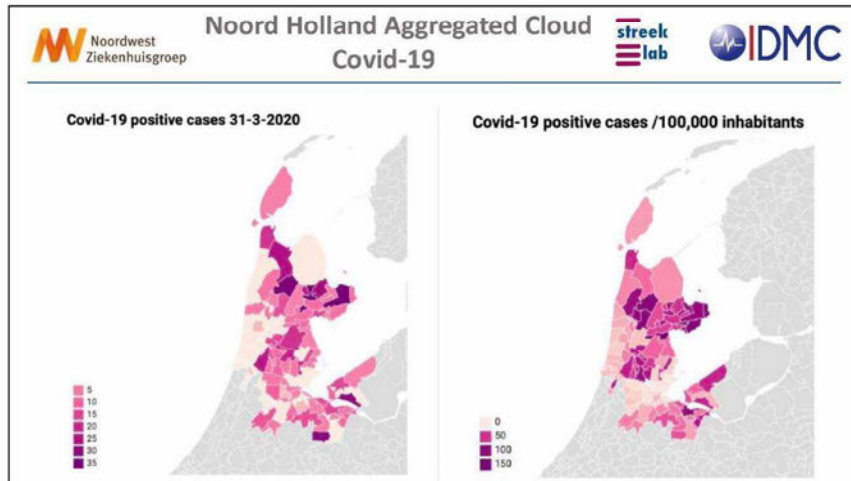 Noordwest
Ziekenhuisgroep
Noord Holland Aggregated Cloud
Covid-19
streek
lab
IDMC
Covid-19 positive cases 31-3-2020
5
10
15
20
25
30
35
Covid-19 positive cases /100,000 inhabitants
0
50
100
150